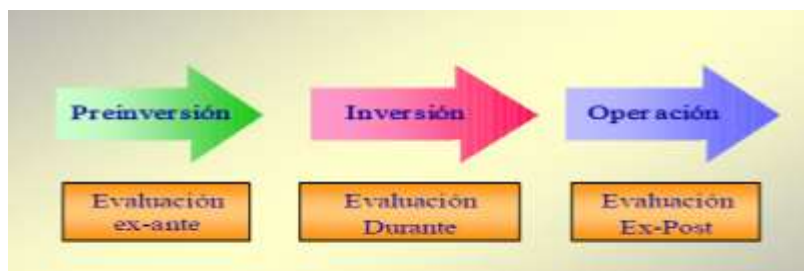 Preinversión
Inversión
Operación
Evaluación
ex-ante
Evaluación
Durante
Evaluación
Ex-Post